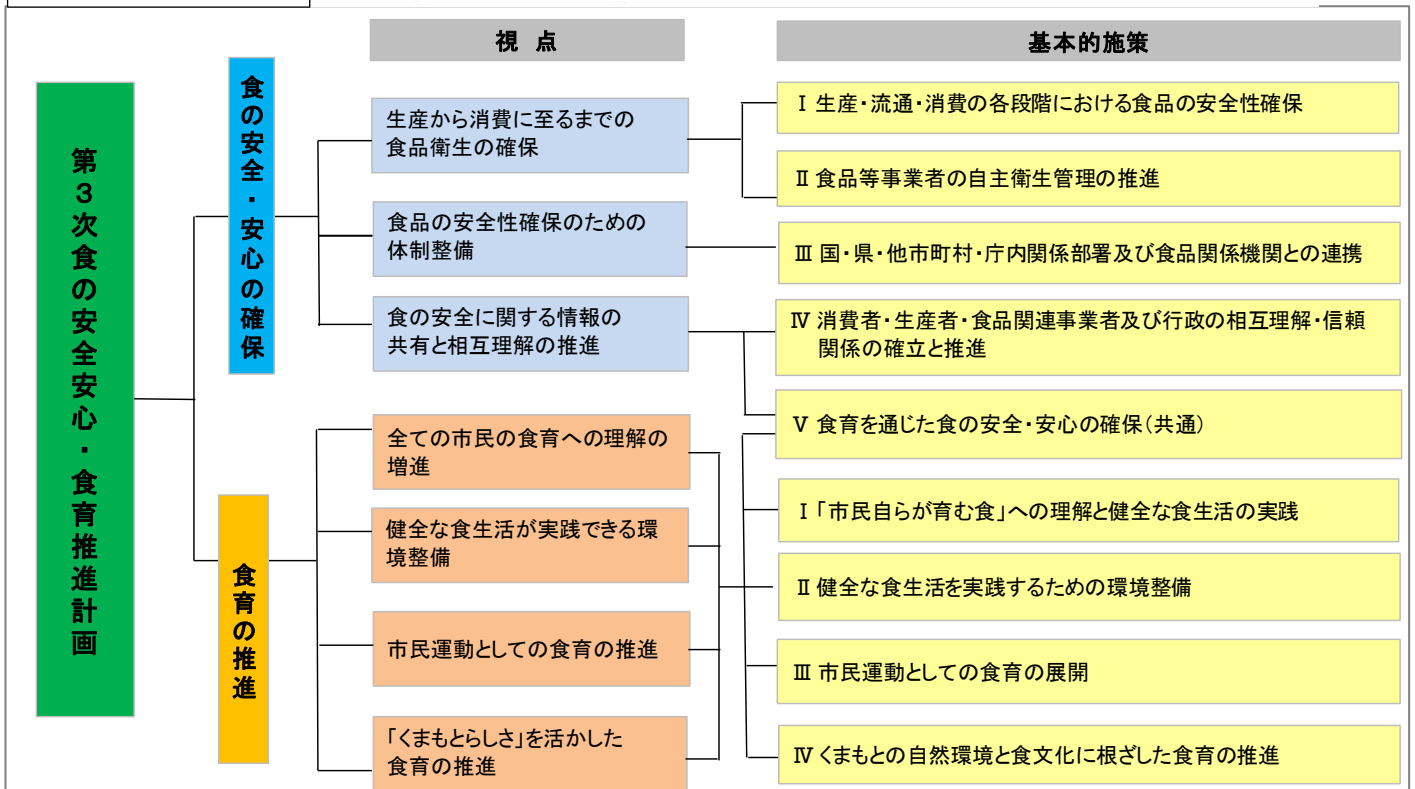 視 点
基本的施策
第3次食の安全安心・食育推進計画
食の安全・安心の確保
生産から消費に至るまでの
食品衛生の確保
食品の安全性確保のための
体制整備
食の安全に関する情報の
共有と相互理解の推進
Ⅰ 生産・流通・消費の各段階における食品の安全性確保
Ⅱ 食品等事業者の自主衛生管理の推進
Ⅲ 国・県・他市町村・庁内関係部署及び食品関係機関との連携
Ⅳ 消費者・生産者・食品関連事業者及び行政の相互理解・信頼
関係の確立と推進
Ⅴ 食育を通じた食の安全・安心の確保(共通)
食育の推進
全ての市民の食育への理解の
増進
健全な食生活が実践できる環
境整備
市民運動としての食育の推進
「くまもとらしさ」を活かした
食育の推進
Ⅰ 「市民自らが育む食」への理解と健全な食生活の実践
Ⅱ 健全な食生活を実践するための環境整備
Ⅲ 市民運動としての食育の展開
Ⅳ くまもとの自然環境と食文化に根ざした食育の推進